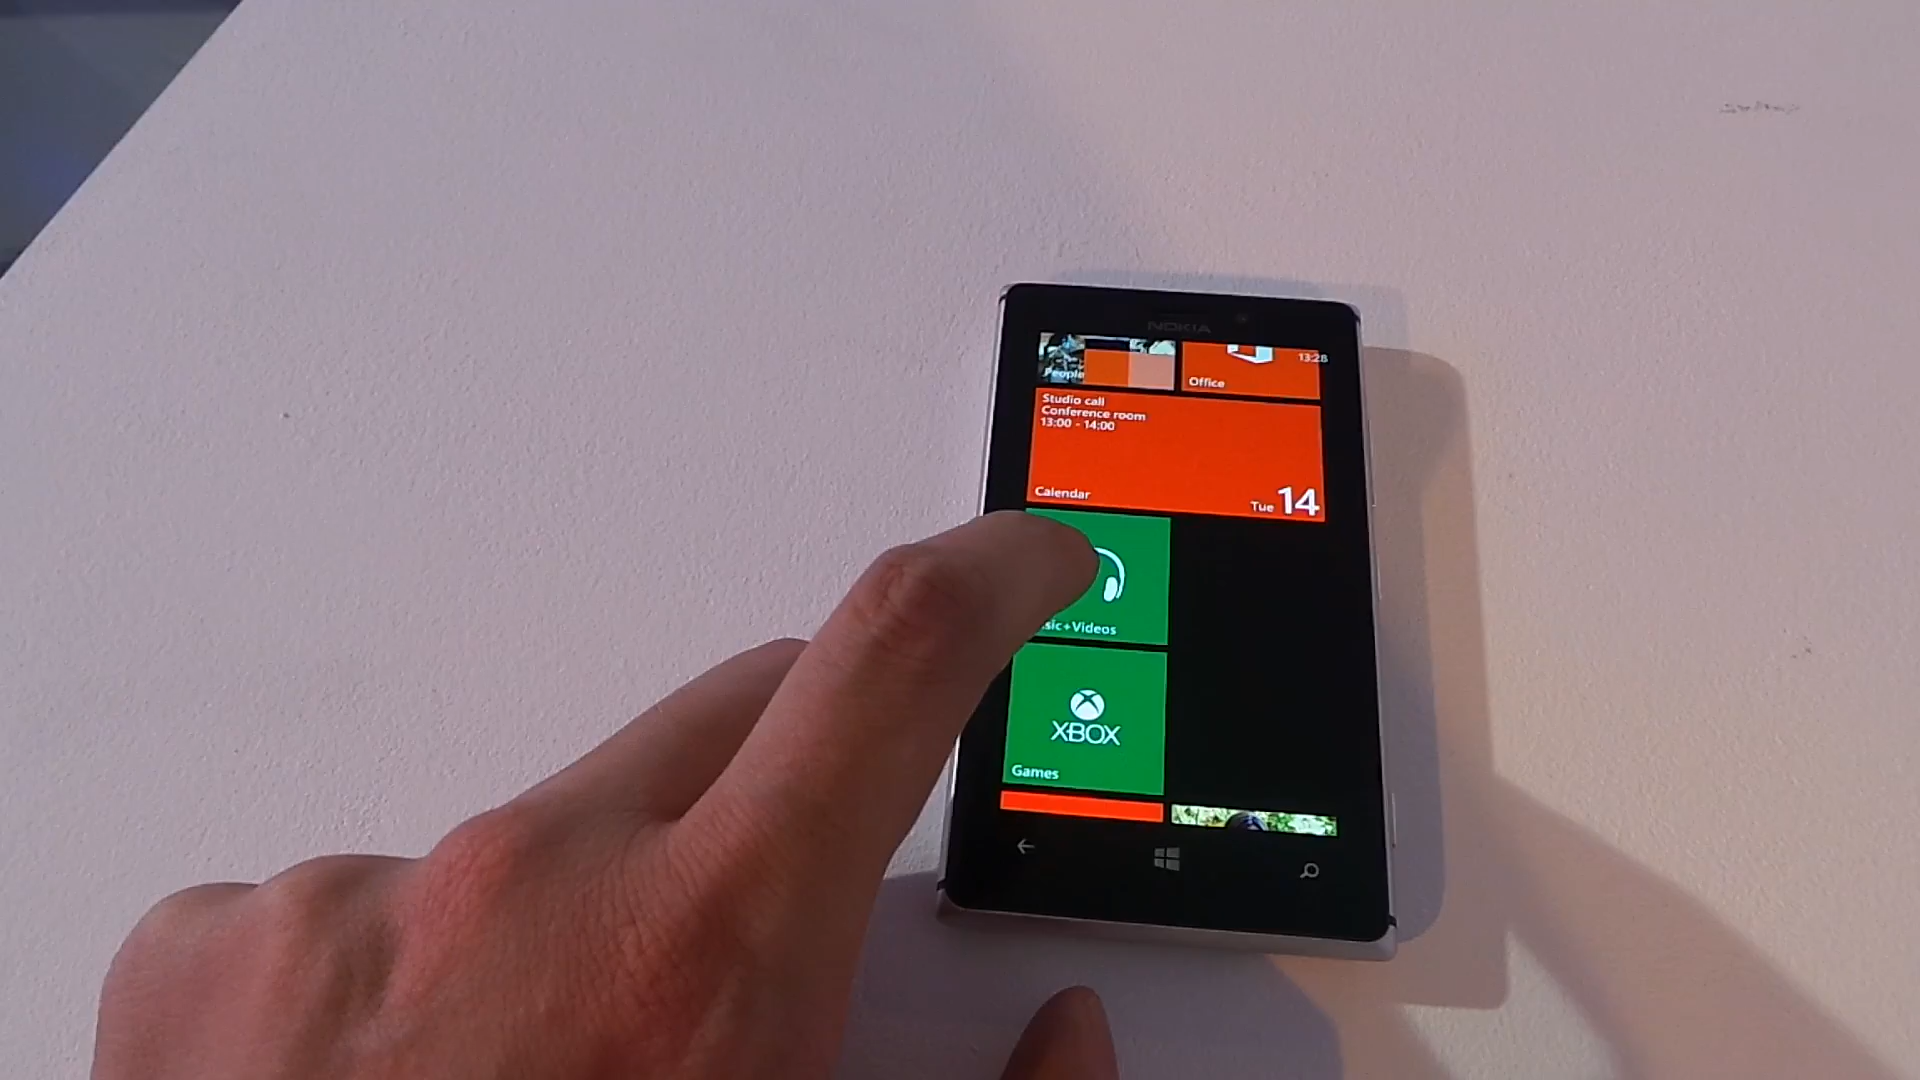 NOKIA
People
Office
13:28
Studio call
Conference room
13:00 - 14:00
Calendar
Tue 14
sic+Videos
XBOX
Games